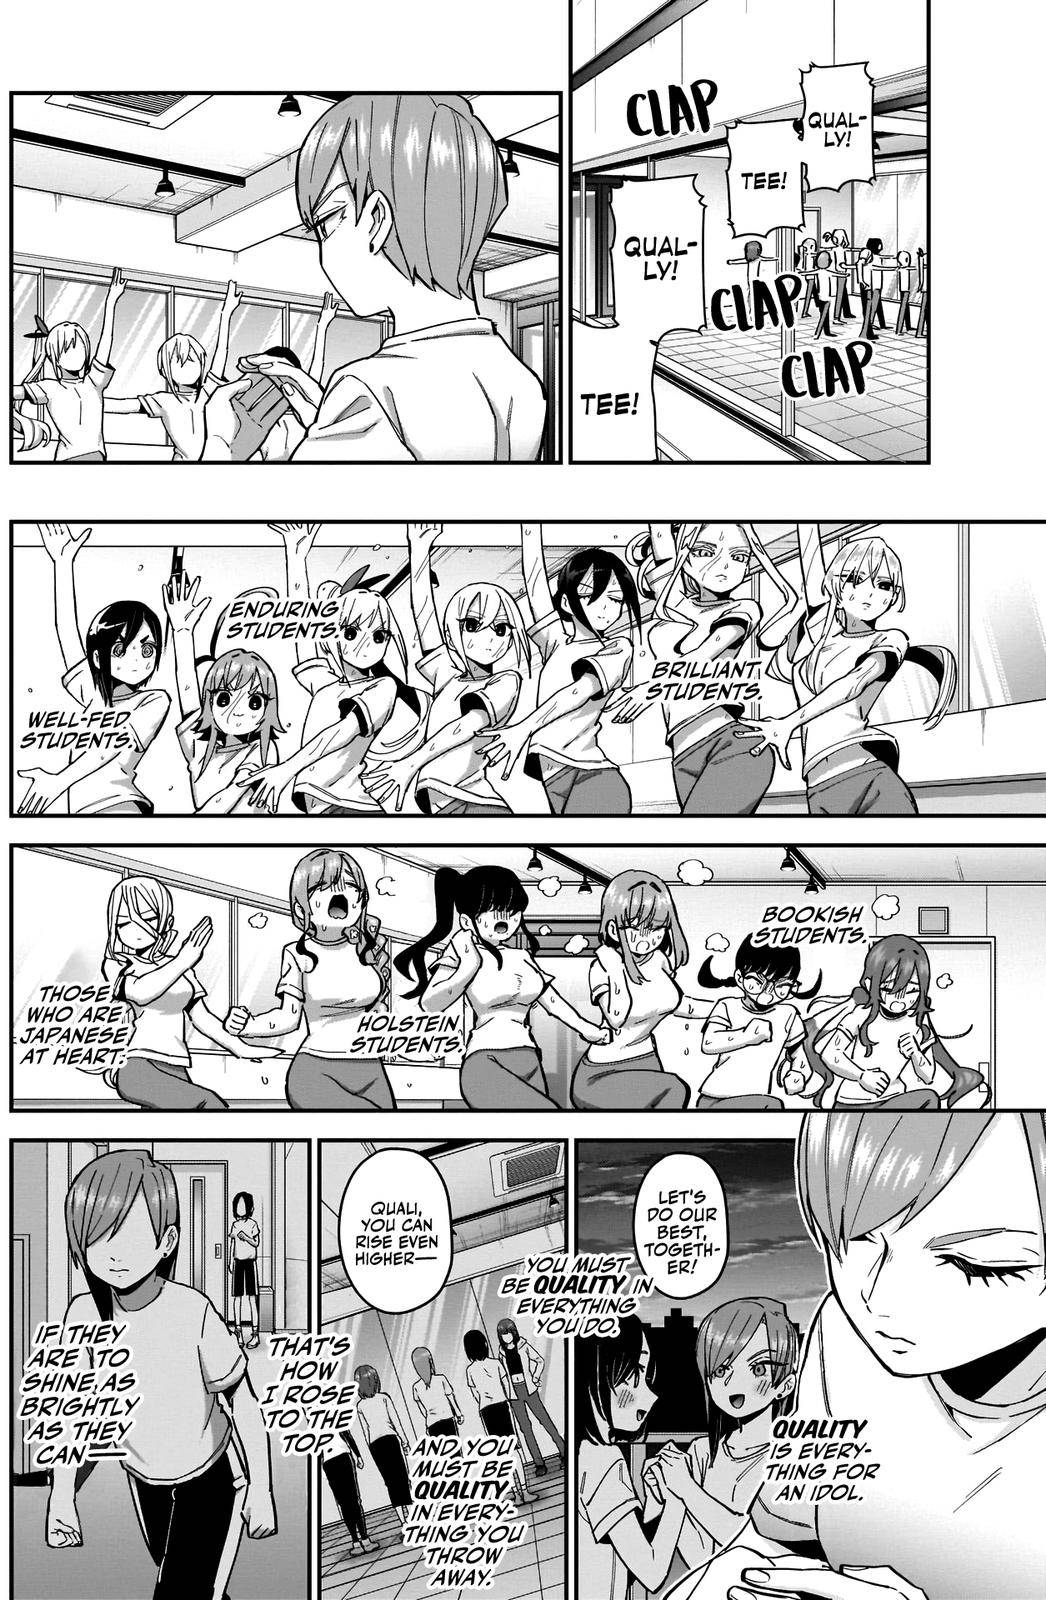 QUAL-
LY!
CLAP
TEE!
QUAL-
LY!
CLAP
TEE!
CLAP
BRILLIANT
STUDENTS.
ENDURING
STUDENTS.
WELL-FED
STUDENTS.
BOOKISH
STUDENTS.
HOLSTEIN
STUDENTS.
THOSE
WHO ARE
JAPANESE
AT HEART.
QUALITY
IS EVERY-
THING FOR
AN IDOL.
LET'S
DO OUR
BEST,
TOGETH-
ER!
YOU MUST
BE QUALITY IN
EVERYTHING
YOU DO.
QUALI,
YOU CAN
RISE EVEN
HIGHER—
AND YOU
MUST BE
QUALITY
IN EVERY-
THING YOU
THROW
AWAY.
THAT'S
HOW
I ROSE
TO THE
TOP.
IF THEY
ARE TO
SHINE AS
BRIGHTLY
AS THEY
CAN—